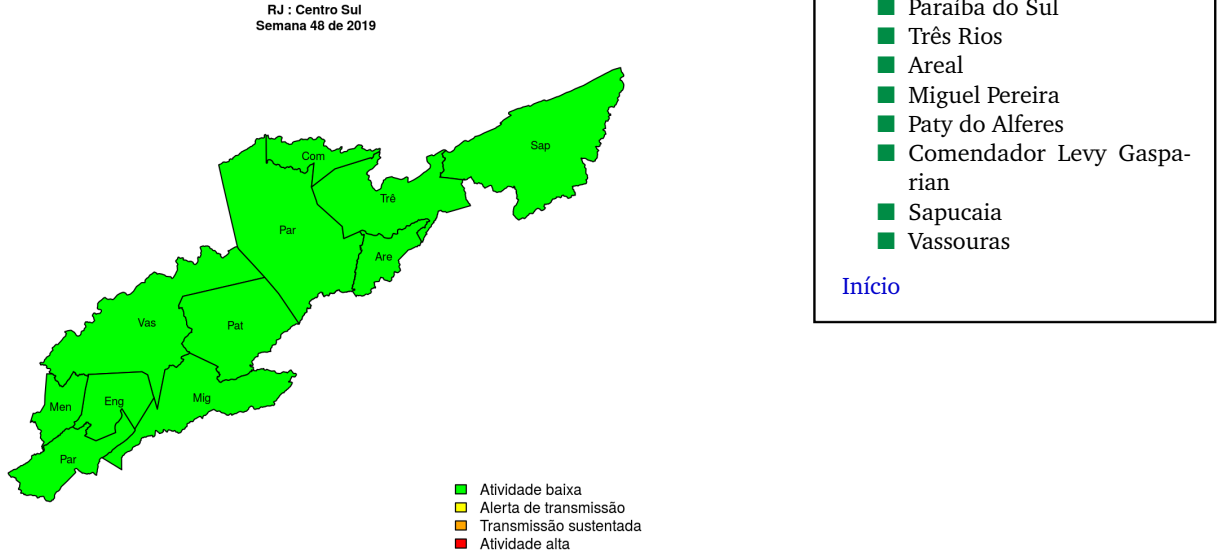 RJ : Centro Sul
Semana 48 de 2019
Sap
Com
Trê
Par
Are
Vas
Pat
Mig
Men
Eng
Par
Atividade baixa
Alerta de transmissão
Transmissão sustentada
Atividade alta
Paraíba do Sul
Três Rios
Areal
Miguel Pereira
Paty do Alferes
Comendador Levy Gaspa-
rian
Sapucaia
Vassouras
Início